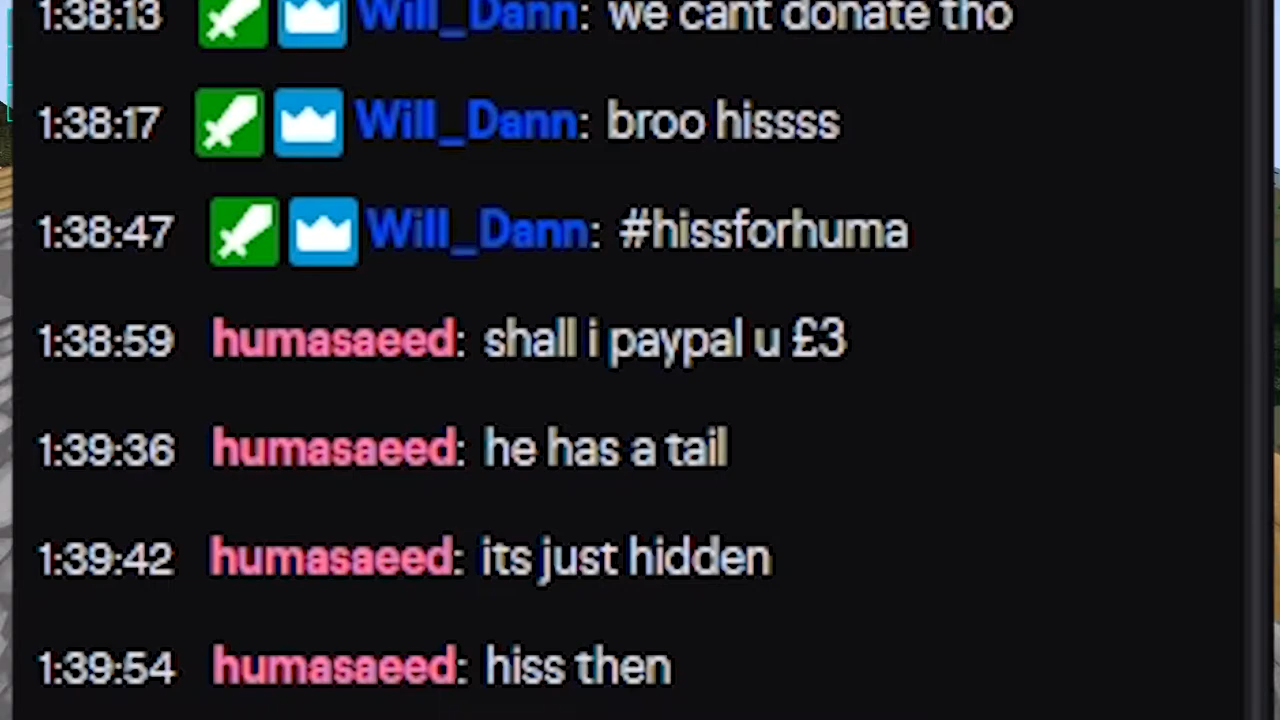 1:38:13 Will_Dann: we cant donate tho
1:38:17 Will_Dann: broo hissss
1:38:47 Will_Dann: #hissforhuma
1:38:59 humasaeed: shall i paypal u £3
1:39:36 humasaeed: he has a tail
1:39:42 humasaeed: its just hidden
1:39:54 humasaeed: hiss then